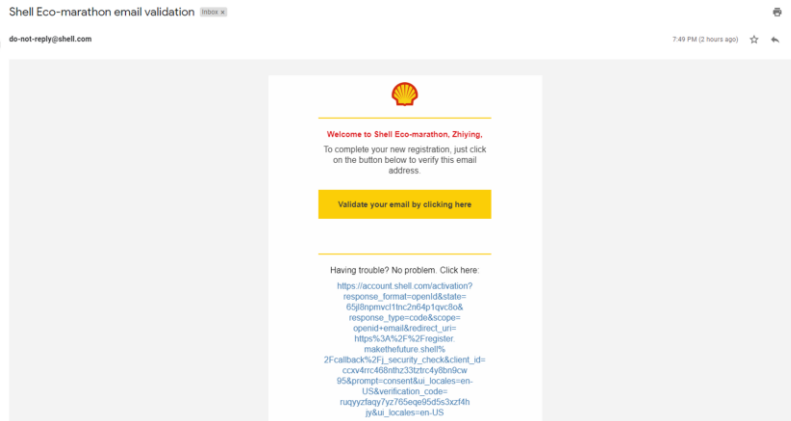 Shell Eco-marathon email validation Inbox x
do-not-reply@shell.com 7:49 PM (2 hours ago)
Welcome to Shell Eco-marathon, Zhiying,
To complete your new registration, just click
on the button below to verify this email
address.
Validate your email by clicking here
Having trouble? No problem. Click here:
https://account.shell.com/activation?
response_format=openId&state=
65jl8npmvcl1tnc2n64p1qvc8o&
response_type=code&scope=
openid+email&redirect_uri=
https%3A%2F%2Fregister.
makethefuture.shell%
2Fcallback%2Fj_security_check&client_id=
ccxv4rrc468nthz33tztrc4y8bn9cw
95&prompt=consent&ui_locales=en-
US&verification_code=
ruqyyzfaqy7yz765eqe95d5s3xzf4h
jy&ui_locales=en-US